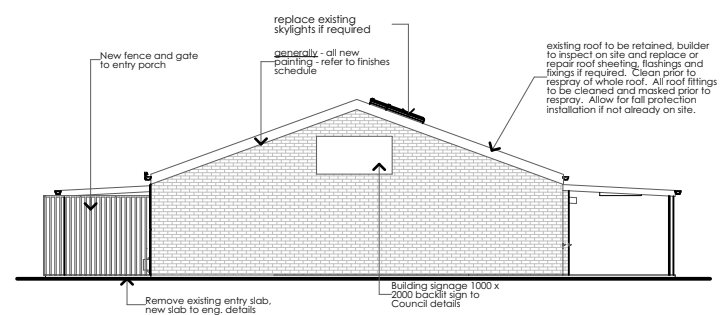 replace existing
skylights if required
New fence and gate
to entry porch
generally - all new
painting - refer to finishes
schedule
existing roof to be retained, builder
to inspect on site and replace or
repair roof sheeting, flashings and
fixings if required. Clean prior to
respray of whole roof. All roof fittings
to be cleaned and masked prior to
respray. Allow for fall protection
installation if not already on site.
Remove existing entry slab,
new slab to eng. details
Building signage 1000 x
2000 backlit sign to
Council details